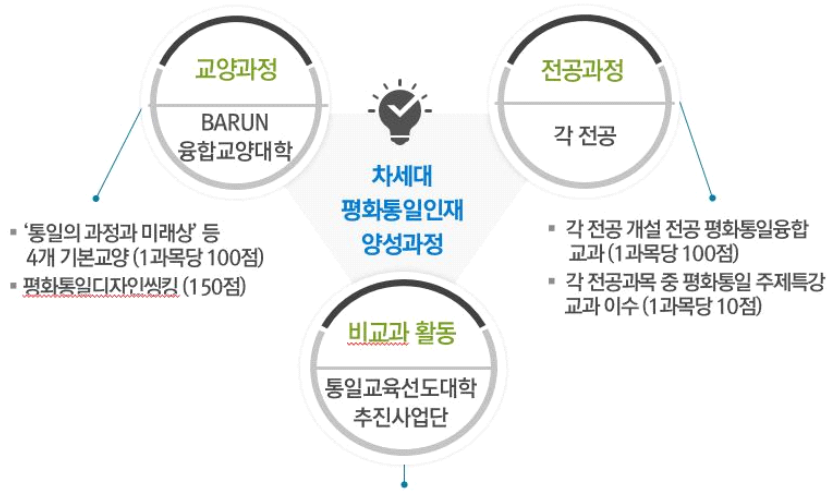 교양과정
BARUN
융합교양대학
전공과정
각 전공
차세대
평화통일인재
양성과정
▪ ‘통일의 과정과 미래상’ 등
4개 기본교양 (1과목당 100점)
▪ 평화통일디자인씽킹 (150점)
▪ 각 전공 개설 전공 평화통일융합
교과 (1과목당 100점)
▪ 각 전공과목 중 평화통일 주제특강
교과 이수 (1과목당 10점)
비교과 활동
통일교육선도대학
추진사업단